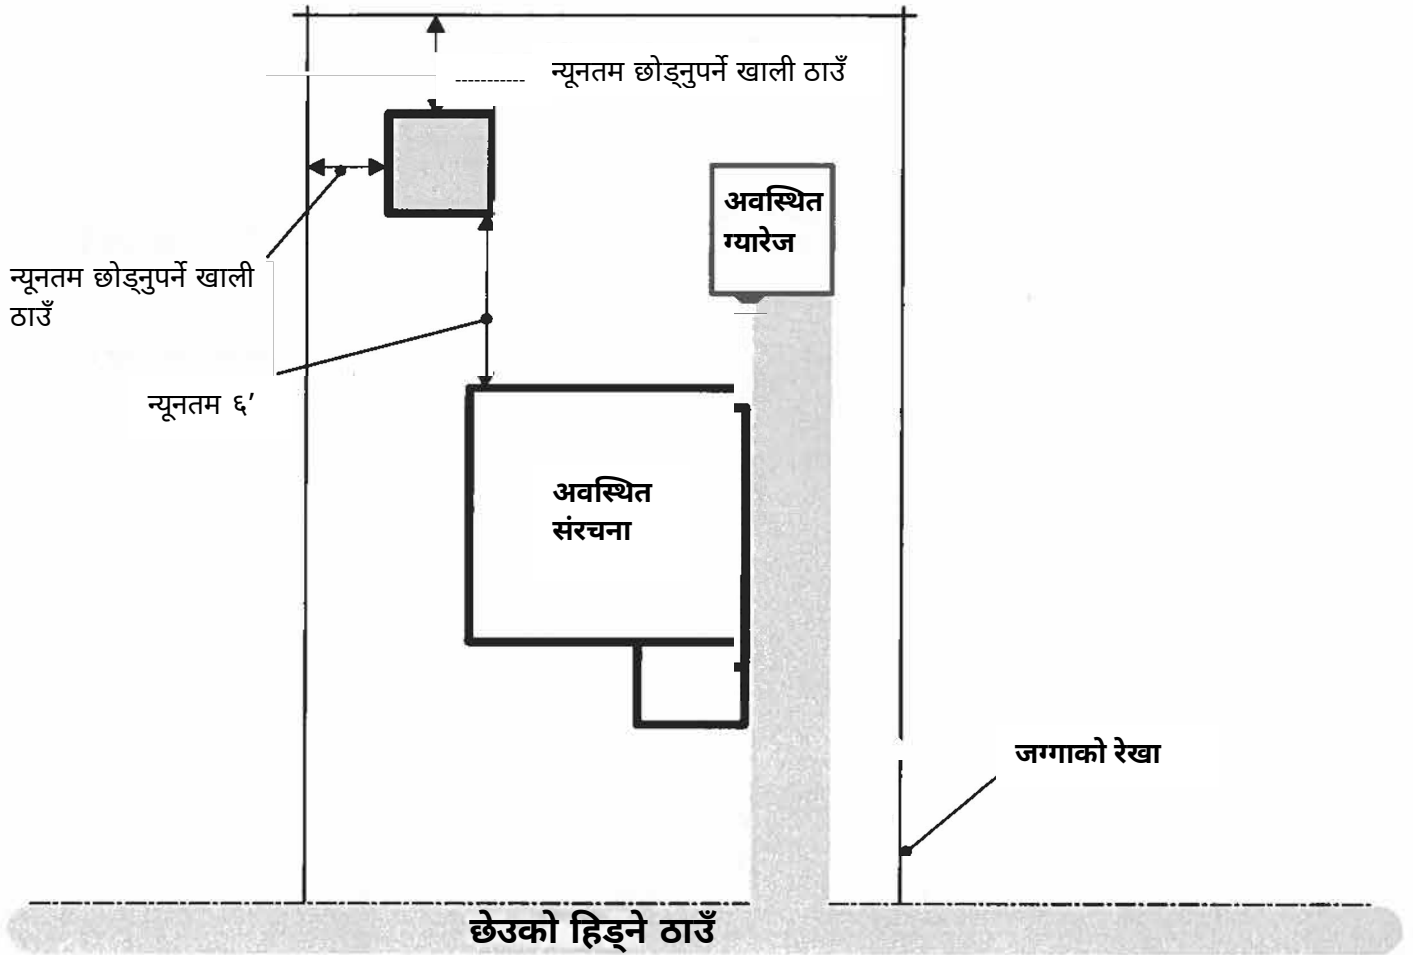 न्यूनतम छोड्नुपर्ने खाली ठाउँ
अवस्थित
ग्यारेज
न्यूनतम छोड्नुपर्ने खाली
ठाउँ
न्यूनतम ६’
अवस्थित
संरचना
जग्गाको रेखा
छेउको हिड्ने ठाउँ